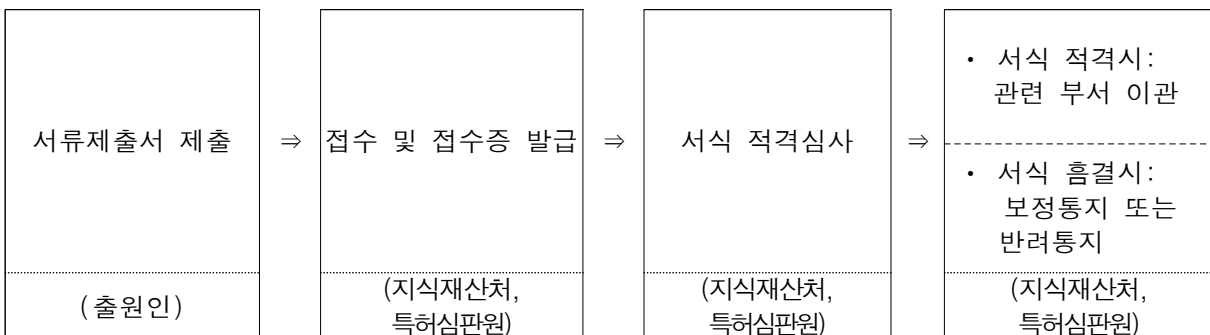 서류제출서 제출
(출원인)
⇒
접수 및 접수증 발급
(지식재산처,
특허심판원)
⇒
서식 적격심사
(지식재산처,
특허심판원)
⇒
• 서식 적격시:
관련 부서 이관
• 서식 흠결시:
보정통지 또는
반려통지
(지식재산처,
특허심판원)